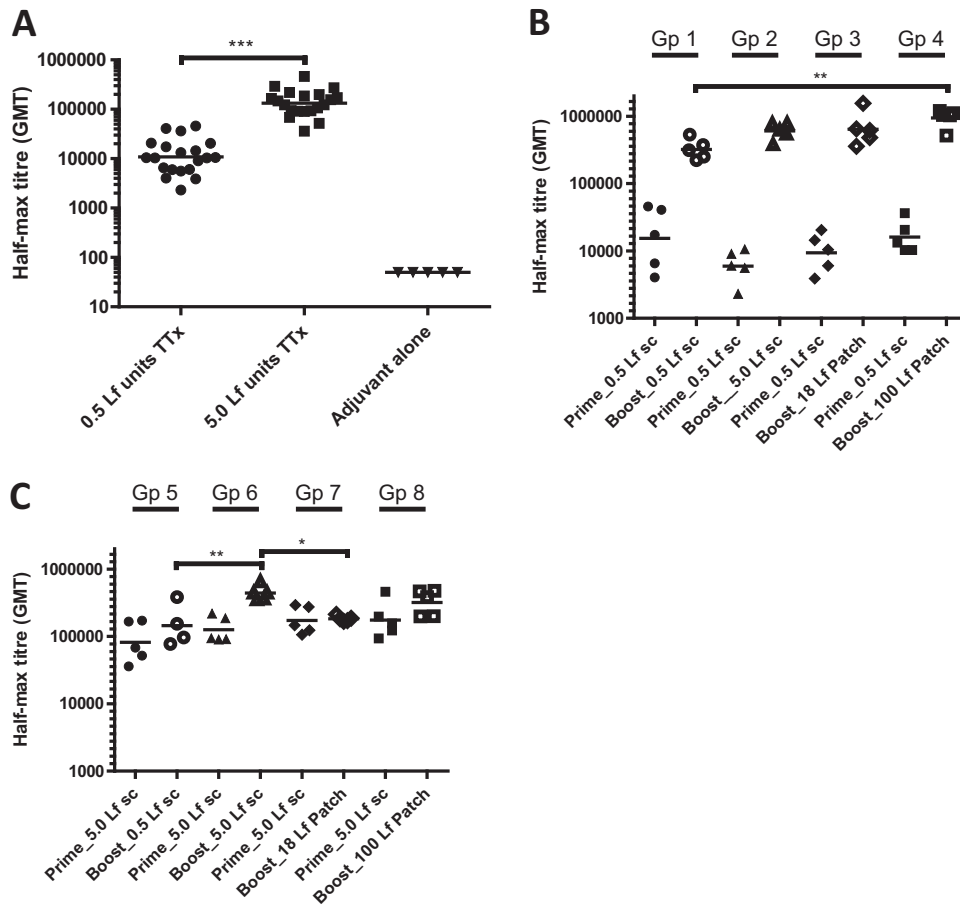 A
Half-max titre (GMT)
1000000
100000
10000
1000
100
10
***
0.5 Lf units TTx
5.0 Lf units TTx
Adjuvant alone
B
Gp 1 Gp 2 Gp 3 Gp 4
**
Half-max titre (GMT)
1000000
100000
10000
1000
Prime_0.5 Lf sc
Boost_0.5 Lf sc
Prime_0.5 Lf sc
Boost__5.0 Lf sc
Prime_0.5 Lf sc
Boost_18 Lf Patch
Prime_0.5 Lf sc
Boost_100 Lf Patch
C
Gp 5 Gp 6 Gp 7 Gp 8
** *
Half-max titre (GMT)
1000000
100000
10000
1000
Prime_5.0 Lf sc
Boost_0.5 Lf sc
Prime_5.0 Lf sc
Boost_5.0 Lf sc
Prime_5.0 Lf sc
Boost_18 Lf Patch
Prime_5.0 Lf sc
Boost_100 Lf Patch